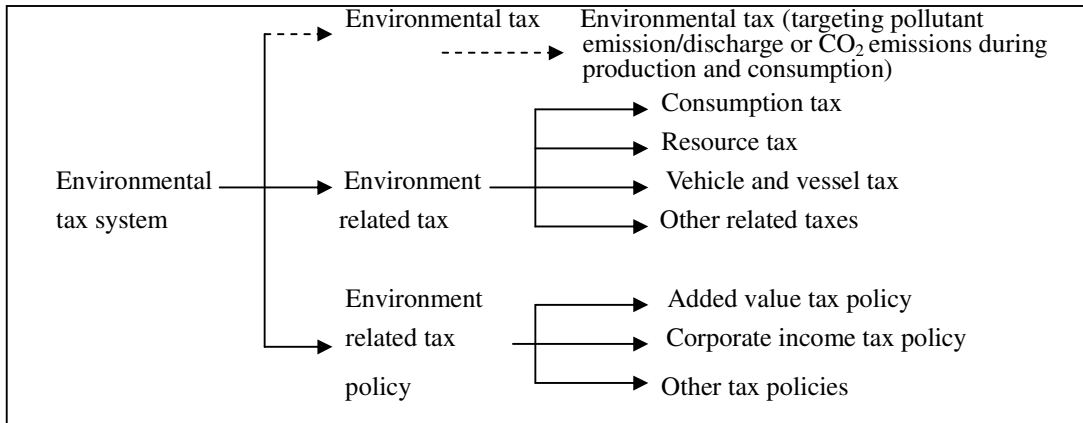 Environmental tax
Environmental tax (targeting pollutant
emission/discharge or CO₂ emissions during
production and consumption)
Environmental
tax system
Environment
related tax
Consumption tax
Resource tax
Vehicle and vessel tax
Other related taxes
Environment
related tax
policy
Added value tax policy
Corporate income tax policy
Other tax policies